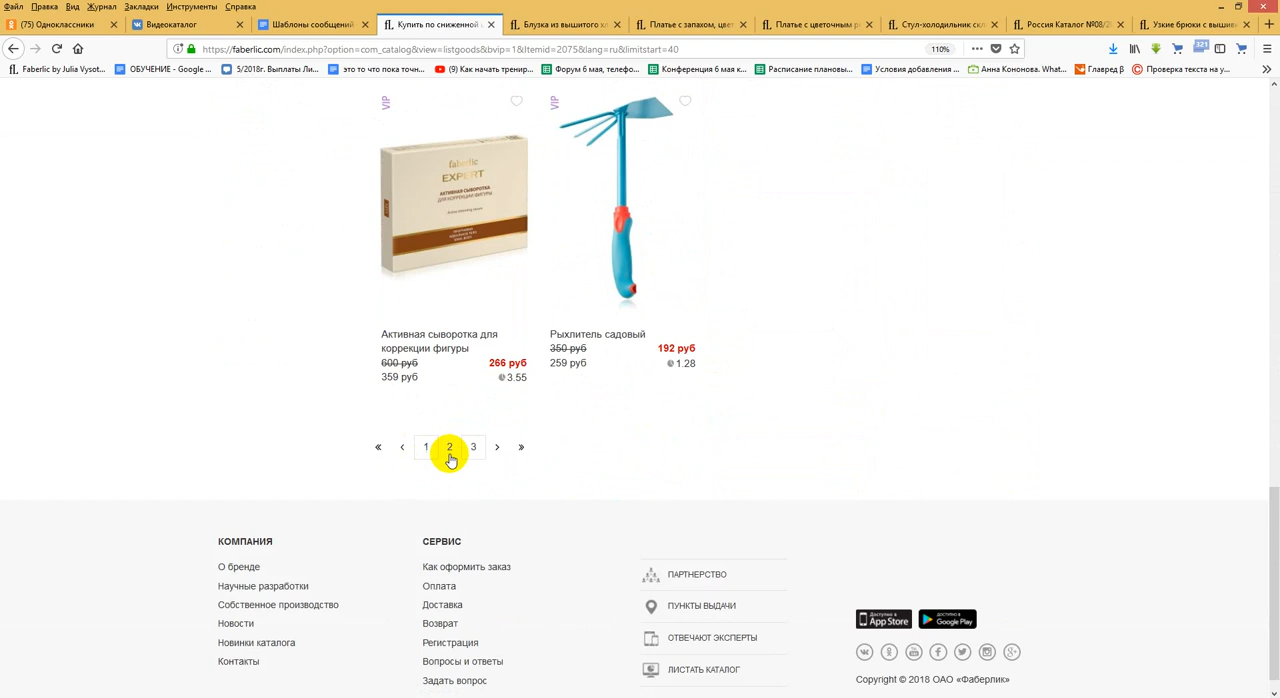 Файл Правка Вид Журнал Закладки Инструменты Справка
(75) Одноклассники
Видеокаталог
Шаблоны сообщений
Купить по сниженной
Блузка из вышитого
Платье с запахом, цвет
Платье с цветочным
Стул-холодильник
Россия Каталог №08/
Узкие брюки с
https://faberlic.com/index.php?option=com_catalog&view=listgoods&bvip=1&Itemid=2075&lang=ru&limitstart=40
110%
321
Faberlic by Julia Vysot...
ОБУЧЕНИЕ - Google ...
5/2018г. Выплаты Ли...
это то что пока точн...
(9) Как начать тренир...
Форум 6 мая, телефо...
Конференция 6 мая к...
Расписание плановы...
Условия добавления ...
Анна Кононова. What...
Главред β
Проверка текста на у...
VIP
VIP
faberlic
EXPERT
АКТИВНАЯ СЫВОРОТКА
ДЛЯ КОРРЕКЦИИ ФИГУРЫ
Активная сыворотка для
коррекции фигуры
600 руб 266 руб
359 руб 3.55
Рыхлитель садовый
350 руб 192 руб
259 руб 1.28
« ‹ 1 2 3 › »
КОМПАНИЯ
О бренде
Научные разработки
Собственное производство
Новости
Новинки каталога
Контакты
СЕРВИС
Как оформить заказ
Оплата
Доставка
Возврат
Регистрация
Вопросы и ответы
Задать вопрос
ПАРТНЕРСТВО
ПУНКТЫ ВЫДАЧИ
ОТВЕЧАЮТ ЭКСПЕРТЫ
ЛИСТАТЬ КАТАЛОГ
Доступно в
App Store
ДОСТУПНО В
Google Play
Copyright © 2018 ОАО «Фаберлик»